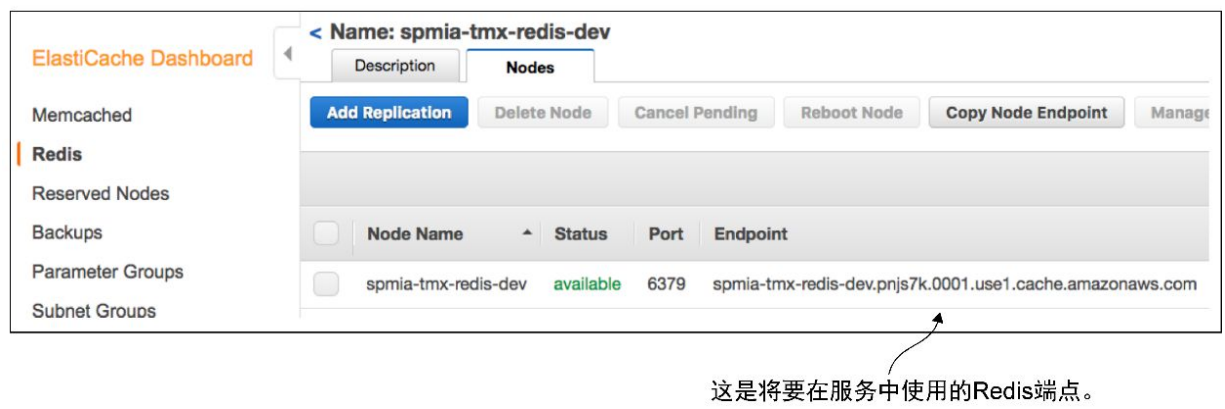 < Name: spmia-tmx-redis-dev
ElastiCache Dashboard
Description Nodes
Memcached
Redis
Reserved Nodes
Backups
Parameter Groups
Subnet Groups
Add Replication Delete Node Cancel Pending Reboot Node Copy Node Endpoint Manage
Node Name Status Port Endpoint
spmia-tmx-redis-dev available 6379 spmia-tmx-redis-dev.pnjs7k.0001.use1.cache.amazonaws.com
这是将要在服务中使用的Redis端点。